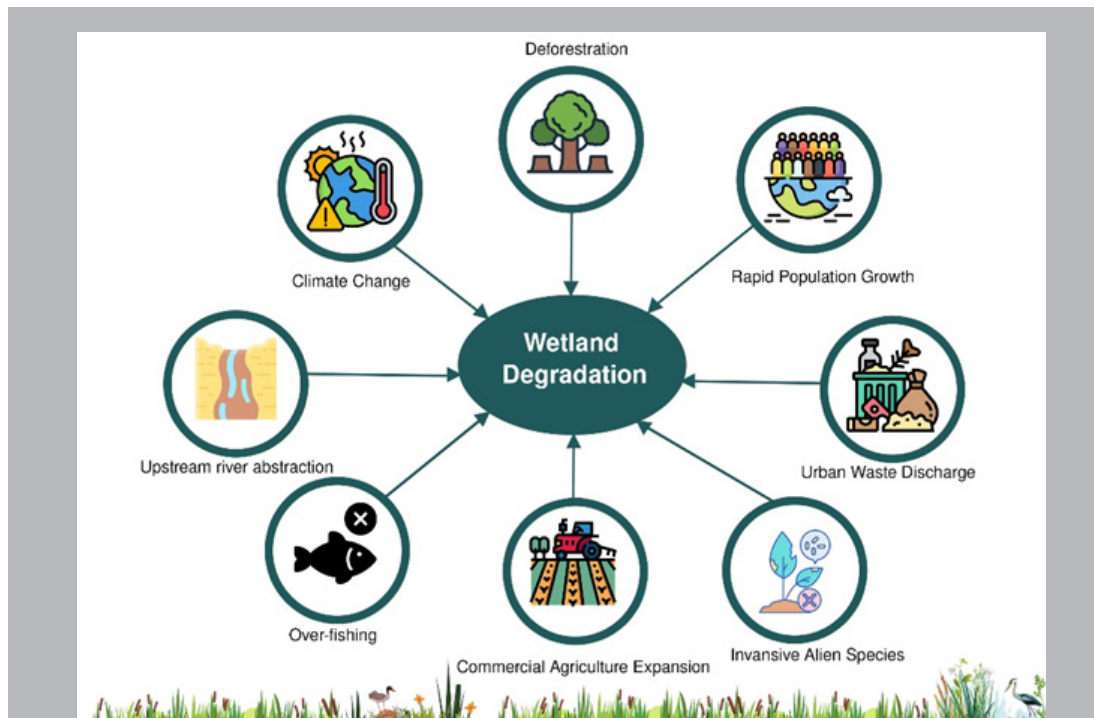 Deforestration
Climate Change
Rapid Population Growth
Wetland
Degradation
Upstream river abstraction
Urban Waste Discharge
Over-fishing
Commercial Agriculture Expansion
Invansive Alien Species